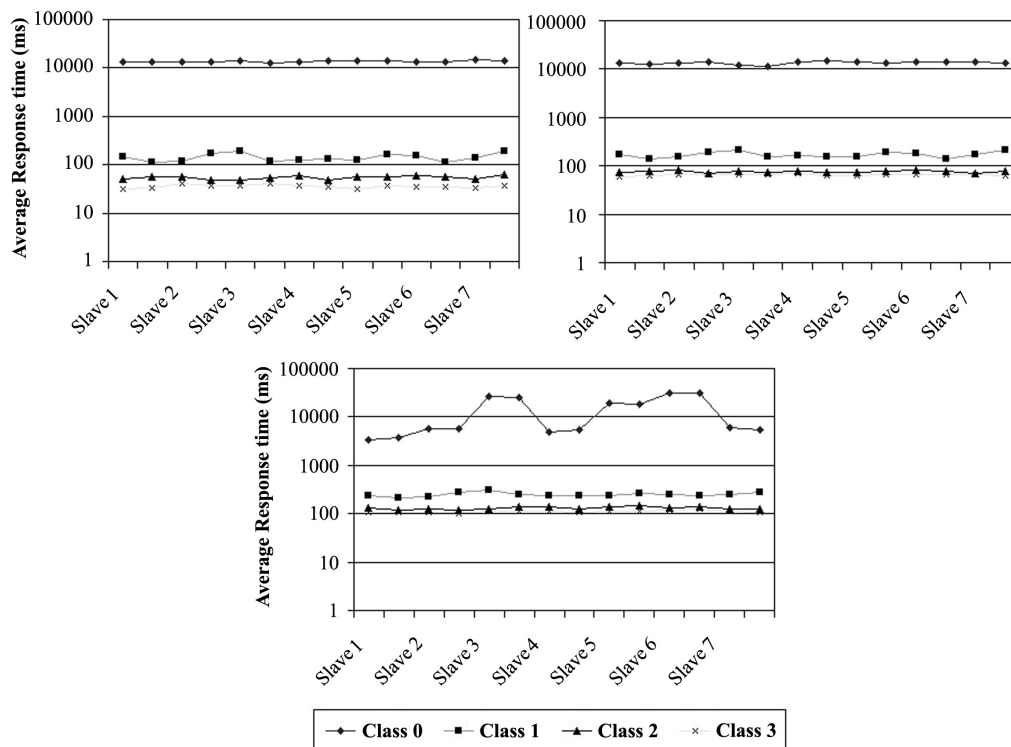 Average Response time (ms)
100000
10000
1000
100
10
1
Slave 1
Slave 2
Slave 3
Slave 4
Slave 5
Slave 6
Slave 7
100000
10000
1000
100
10
1
Slave 1
Slave 2
Slave 3
Slave 4
Slave 5
Slave 6
Slave 7
Average Response time (ms)
100000
10000
1000
100
10
1
Slave 1
Slave 2
Slave 3
Slave 4
Slave 5
Slave 6
Slave 7
Class 0 Class 1 Class 2 Class 3